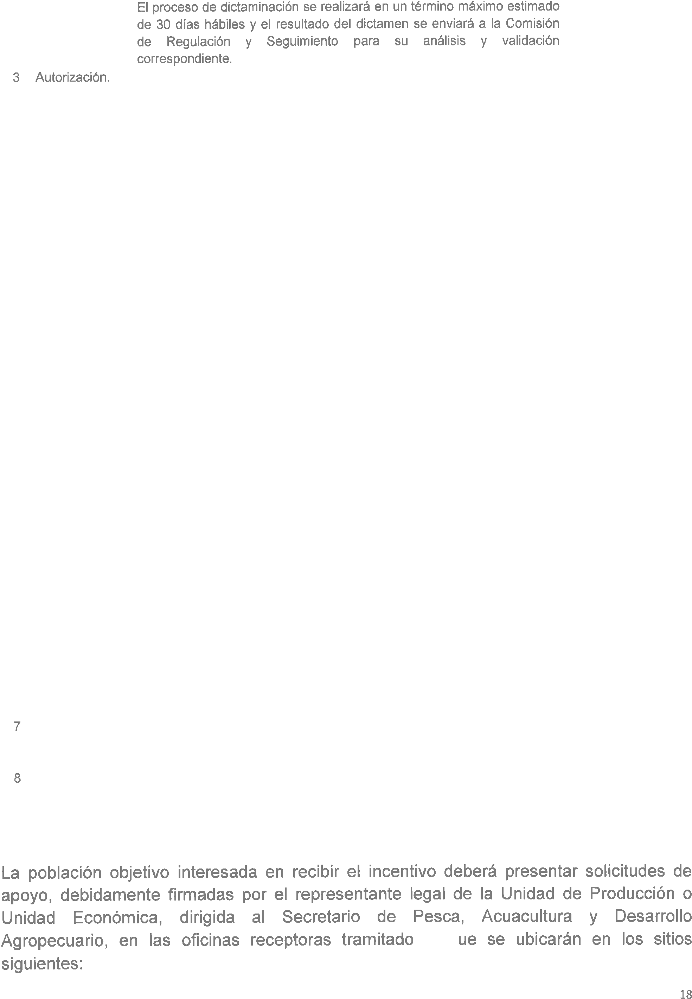 El proceso de dictaminación se realizará en un término máximo estimado
de 30 días hábiles y el resultado del dictamen se enviará a la Comisión
de Regulación y Seguimiento para su análisis y validación
correspondiente.
3 Autorización.
7
8
La población objetivo interesada en recibir el incentivo deberá presentar solicitudes de
apoyo, debidamente firmadas por el representante legal de la Unidad de Producción o
Unidad Económica, dirigida al Secretario de Pesca, Acuacultura y Desarrollo
Agropecuario, en las oficinas receptoras tramitado ue se ubicarán en los sitios
siguientes:
18